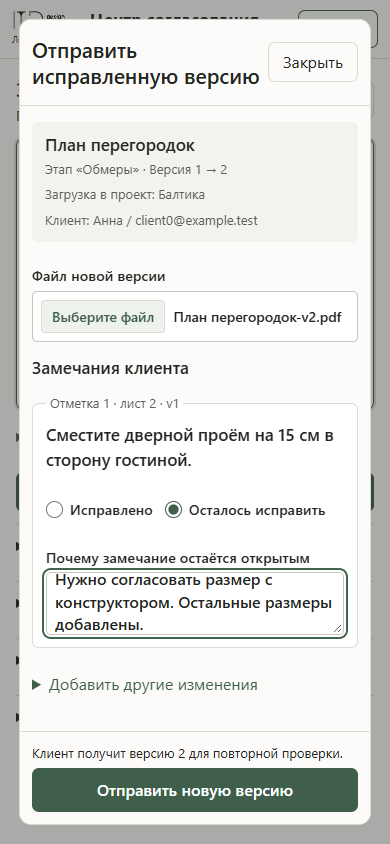 Отправить
исправленную версию
Закрыть
План перегородок
Этап «Обмеры» · Версия 1 → 2
Загрузка в проект: Балтика
Клиент: Анна / client0@example.test
Файл новой версии
Выберите файл
План перегородок-v2.pdf
Замечания клиента
Отметка 1 · лист 2 · v1
Сместите дверной проём на 15 см в
сторону гостиной.
Исправлено
Осталось исправить
Почему замечание остаётся открытым
Нужно согласовать размер с
конструктором. Остальные размеры
добавлены.
Добавить другие изменения
Клиент получит версию 2 для повторной проверки.
Отправить новую версию